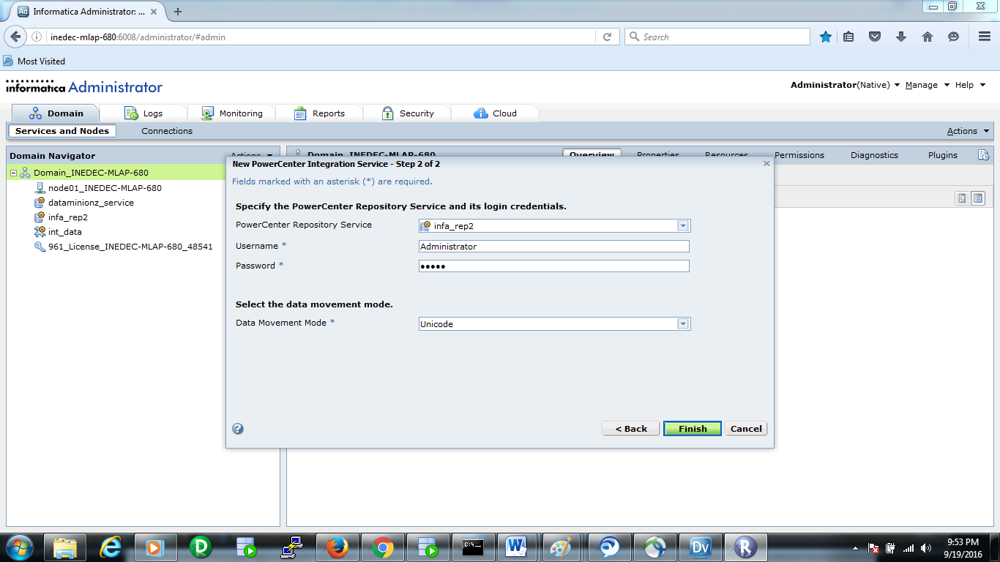 Informatica Administrator: ...
inedec-mlap-680:6008/administrator/#admin
Search
Most Visited
informatica Administrator
Administrator(Native) Manage Help
Domain Logs Monitoring Reports Security Cloud
Services and Nodes Connections Actions
Domain Navigator Actions
Domain_INEDEC-MLAP-680 Overview Properties Resources Permissions Diagnostics Plugins
Domain_INEDEC-MLAP-680
node01_INEDEC-MLAP-680
dataminionz_service
infa_rep2
int_data
961_License_INEDEC-MLAP-680_48541
New PowerCenter Integration Service - Step 2 of 2
Fields marked with an asterisk (*) are required.
Specify the PowerCenter Repository Service and its login credentials.
PowerCenter Repository Service infa_rep2
Username * Administrator
Password * •••••
Select the data movement mode.
Data Movement Mode * Unicode
< Back Finish Cancel
9:53 PM
9/19/2016